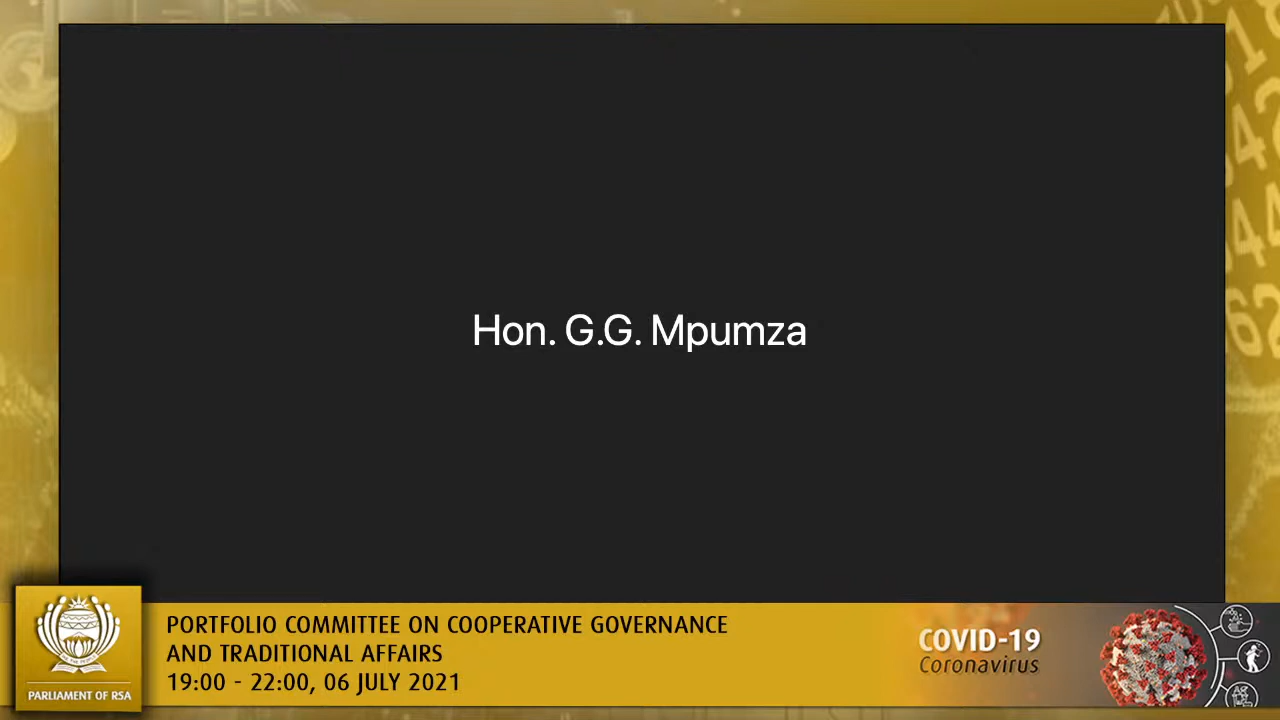 Hon. G.G. Mpumza
PORTFOLIO COMMITTEE ON COOPERATIVE GOVERNANCE
AND TRADITIONAL AFFAIRS
19:00 - 22:00, 06 JULY 2021
PARLIAMENT OF RSA
COVID-19
Coronavirus